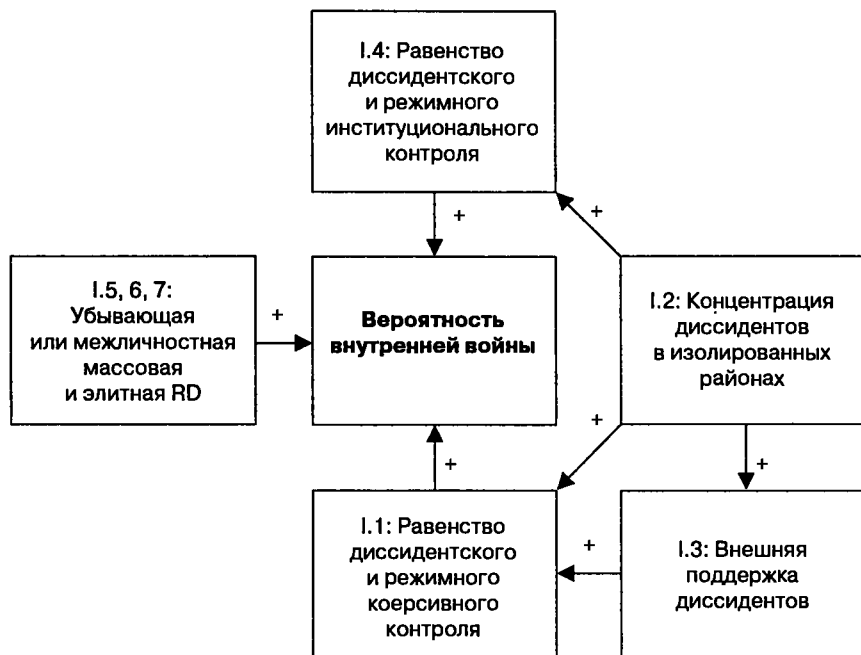 I.4: Равенство
диссидентского
и режимного
институционального
контроля
+
+
I.5, 6, 7:
Убывающая
или межличностная
массовая
и элитная RD
+
Вероятность
внутренней войны
I.2: Концентрация
диссидентов
в изолированных
районах
+
+
+
I.1: Равенство
диссидентского
и режимного
коерсивного
контроля
+
I.3: Внешняя
поддержка
диссидентов